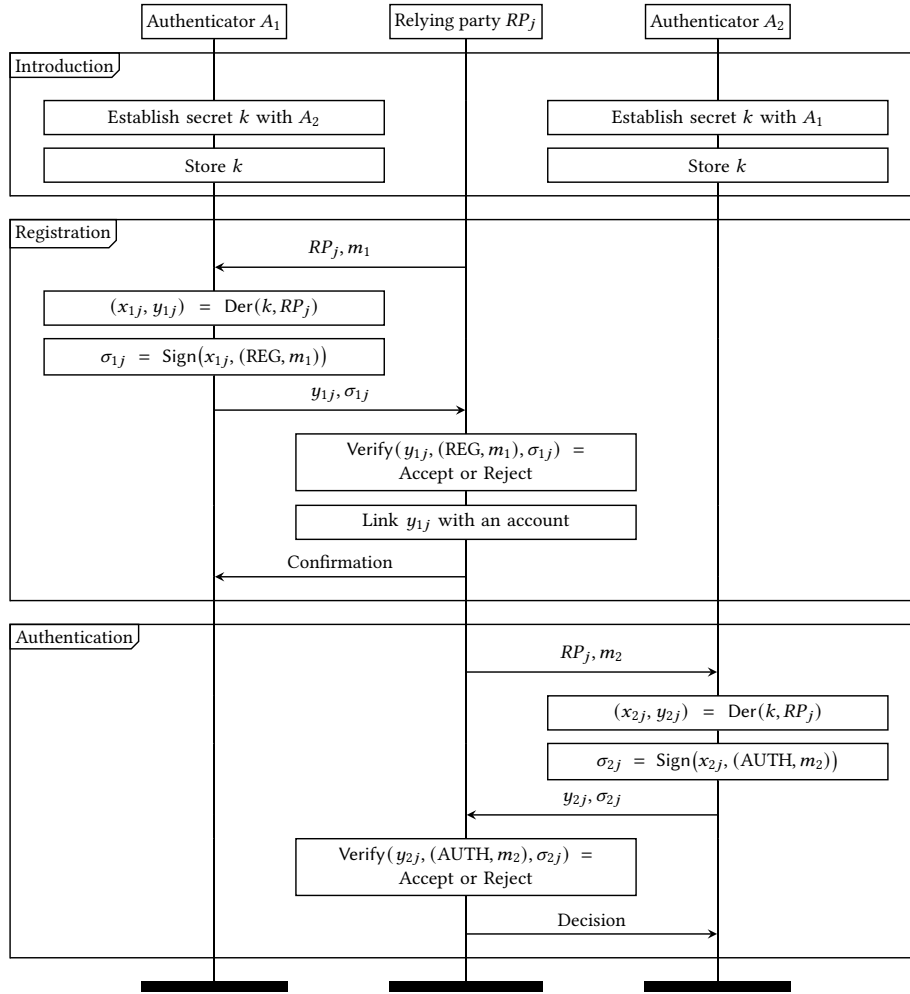 Authenticator A₁ Relying party RPⱼ Authenticator A₂
Introduction
Establish secret k with A₂ Establish secret k with A₁
Store k Store k
Registration
RPⱼ, m₁
(x₁ⱼ, y₁ⱼ) = Der(k, RPⱼ)
σ₁ⱼ = Sign(x₁ⱼ, (REG, m₁))
y₁ⱼ, σ₁ⱼ
Verify(y₁ⱼ, (REG, m₁), σ₁ⱼ) =
Accept or Reject
Link y₁ⱼ with an account
Confirmation
Authentication
RPⱼ, m₂
(x₂ⱼ, y₂ⱼ) = Der(k, RPⱼ)
σ₂ⱼ = Sign(x₂ⱼ, (AUTH, m₂))
y₂ⱼ, σ₂ⱼ
Verify(y₂ⱼ, (AUTH, m₂), σ₂ⱼ) =
Accept or Reject
Decision